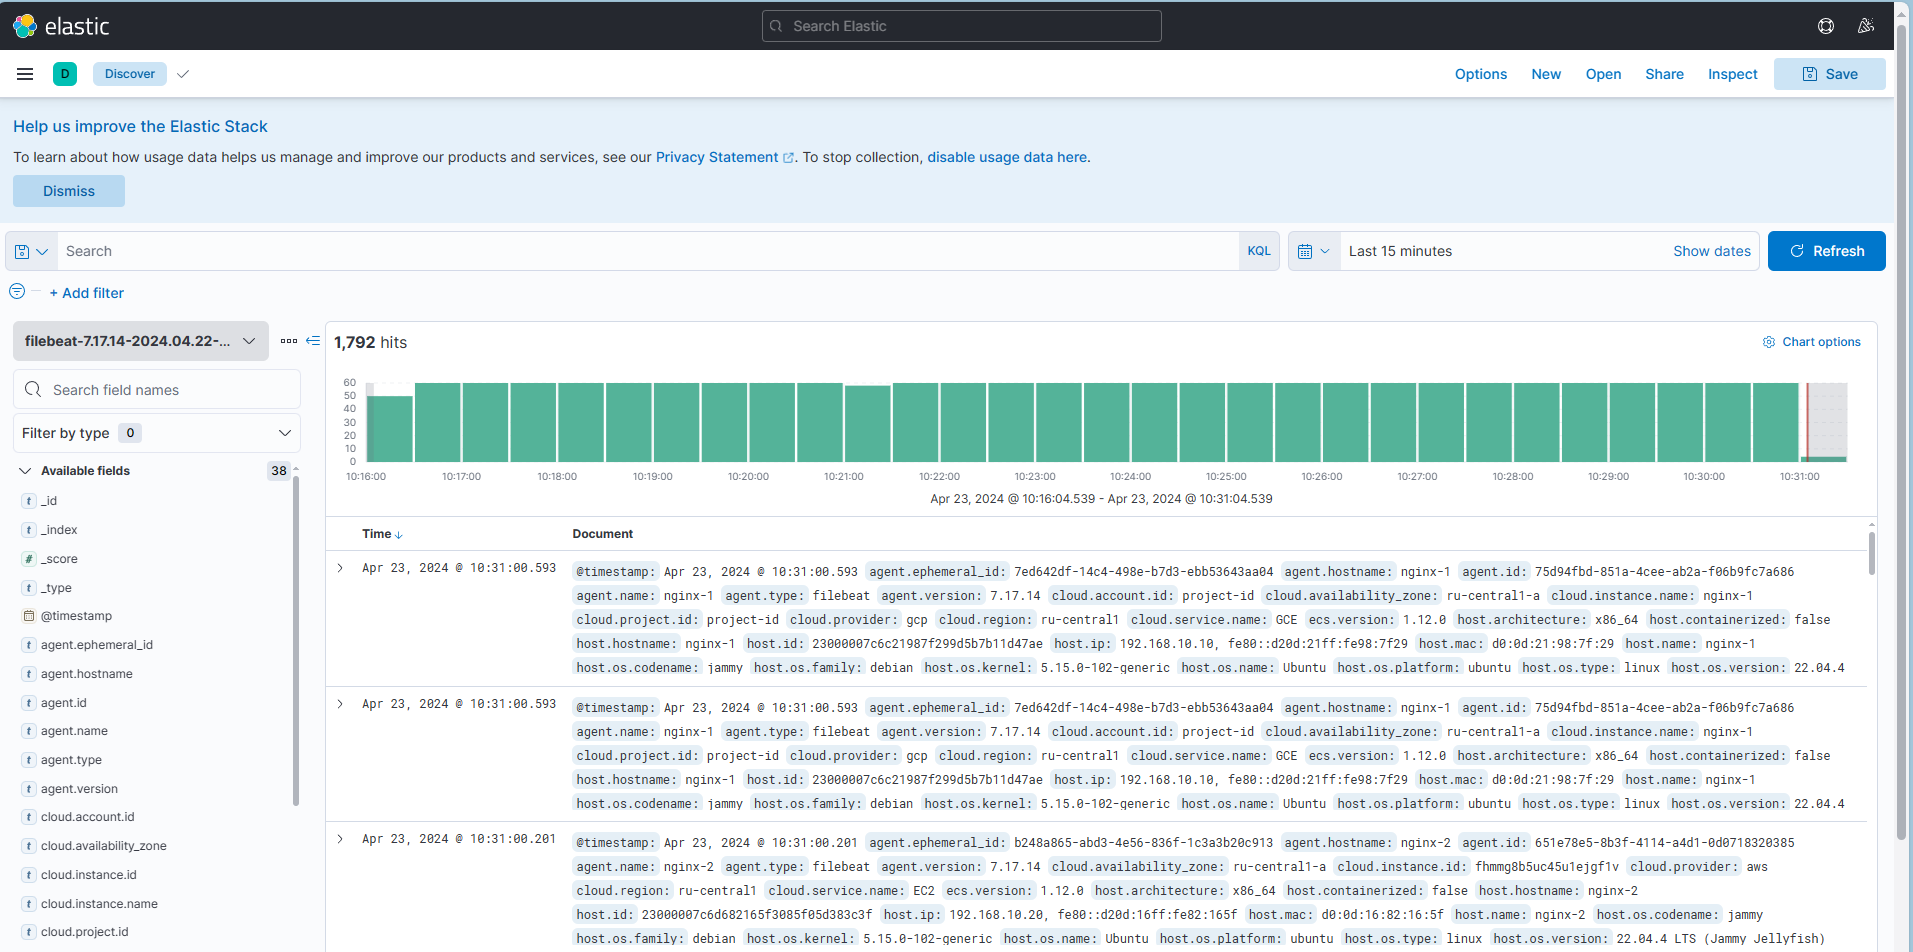 elastic
Search Elastic
D Discover
Options New Open Share Inspect Save
Help us improve the Elastic Stack
To learn about how usage data helps us manage and improve our products and services, see our Privacy Statement. To stop collection, disable usage data here.
Dismiss
Search KQL Last 15 minutes Show dates Refresh
+ Add filter
filebeat-7.17.14-2024.04.22-...
Search field names
Filter by type 0
Available fields 38
_id
_index
_score
_type
@timestamp
agent.ephemeral_id
agent.hostname
agent.id
agent.name
agent.type
agent.version
cloud.account.id
cloud.availability_zone
cloud.instance.id
cloud.instance.name
cloud.project.id
1,792 hits
Chart options
60
50
40
30
20
10
0
10:16:00 10:17:00 10:18:00 10:19:00 10:20:00 10:21:00 10:22:00 10:23:00 10:24:00 10:25:00 10:26:00 10:27:00 10:28:00 10:29:00 10:30:00 10:31:00
Apr 23, 2024 @ 10:16:04.539 - Apr 23, 2024 @ 10:31:04.539
Time Document
Apr 23, 2024 @ 10:31:00.593 @timestamp: Apr 23, 2024 @ 10:31:00.593 agent.ephemeral_id: 7ed642df-14c4-498e-b7d3-ebb53643aa04 agent.hostname: nginx-1 agent.id: 75d94fbd-851a-4cee-ab2a-f06b9fc7a686
agent.name: nginx-1 agent.type: filebeat agent.version: 7.17.14 cloud.account.id: project-id cloud.availability_zone: ru-central1-a cloud.instance.name: nginx-1
cloud.project.id: project-id cloud.provider: gcp cloud.region: ru-central1 cloud.service.name: GCE ecs.version: 1.12.0 host.architecture: x86_64 host.containerized: false
host.hostname: nginx-1 host.id: 23000007c6c21987f299d5b7b11d47ae host.ip: 192.168.10.10, fe80::d20d:21ff:fe98:7f29 host.mac: d0:0d:21:98:7f:29 host.name: nginx-1
host.os.codename: jammy host.os.family: debian host.os.kernel: 5.15.0-102-generic host.os.name: Ubuntu host.os.platform: ubuntu host.os.type: linux host.os.version: 22.04.4
Apr 23, 2024 @ 10:31:00.593 @timestamp: Apr 23, 2024 @ 10:31:00.593 agent.ephemeral_id: 7ed642df-14c4-498e-b7d3-ebb53643aa04 agent.hostname: nginx-1 agent.id: 75d94fbd-851a-4cee-ab2a-f06b9fc7a686
agent.name: nginx-1 agent.type: filebeat agent.version: 7.17.14 cloud.account.id: project-id cloud.availability_zone: ru-central1-a cloud.instance.name: nginx-1
cloud.project.id: project-id cloud.provider: gcp cloud.region: ru-central1 cloud.service.name: GCE ecs.version: 1.12.0 host.architecture: x86_64 host.containerized: false
host.hostname: nginx-1 host.id: 23000007c6c21987f299d5b7b11d47ae host.ip: 192.168.10.10, fe80::d20d:21ff:fe98:7f29 host.mac: d0:0d:21:98:7f:29 host.name: nginx-1
host.os.codename: jammy host.os.family: debian host.os.kernel: 5.15.0-102-generic host.os.name: Ubuntu host.os.platform: ubuntu host.os.type: linux host.os.version: 22.04.4
Apr 23, 2024 @ 10:31:00.201 @timestamp: Apr 23, 2024 @ 10:31:00.201 agent.ephemeral_id: b248a865-abd3-4e56-836f-1c3a3b20c913 agent.hostname: nginx-2 agent.id: 651e78e5-8b3f-4114-a4d1-0d0718320385
agent.name: nginx-2 agent.type: filebeat agent.version: 7.17.14 cloud.availability_zone: ru-central1-a cloud.instance.id: fhmmg8b5uc45u1ejgf1v cloud.provider: aws
cloud.region: ru-central1 cloud.service.name: EC2 ecs.version: 1.12.0 host.architecture: x86_64 host.containerized: false host.hostname: nginx-2
host.id: 23000007c6d682165f3085f05d383c3f host.ip: 192.168.10.20, fe80::d20d:16ff:fe82:165f host.mac: d0:0d:16:82:16:5f host.name: nginx-2 host.os.codename: jammy
host.os.family: debian host.os.kernel: 5.15.0-102-generic host.os.name: Ubuntu host.os.platform: ubuntu host.os.type: linux host.os.version: 22.04.4 LTS (Jammy Jellyfish)